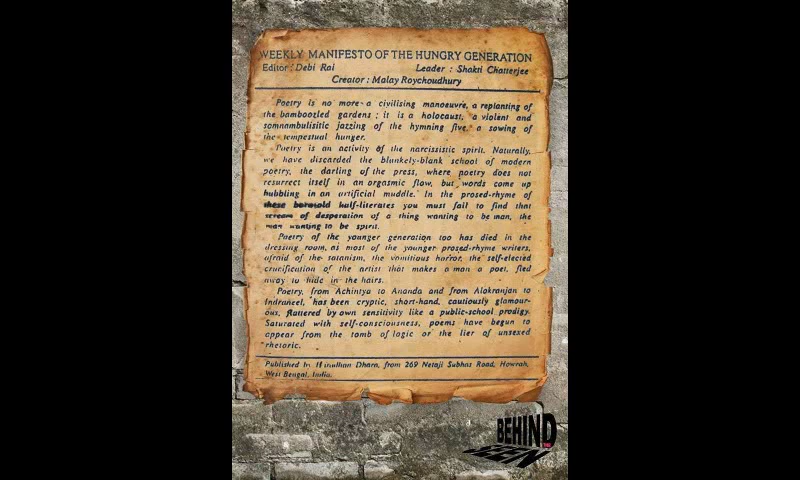 WEEKLY MANIFESTO OF THE HUNGRY GENERATION
Editor : Debi Rai Leader : Shakti Chatterjee
Creator : Malay Roychoudhury
Poetry is no more a civilising manoeuvre, a replanting of
the bamboozled gardens ; it is a holocaust, a violent and
somnambulistic jazzing of the hymning five, a sowing of
the tempestual hunger.
Poetry is an activity of the narcissistic spirit. Naturally,
we have discarded the blankely-blank school of modern
poetry, the darling of the press, where poetry does not
resurrect itself in an orgasmic flow, but words come up
bubbling in an artificial muddle. In the prosed-rhyme of
these half-literates you must fail to find that
scream of desperation of a thing wanting to be man, the
man wanting to be spirit.
Poetry of the younger generation too has died in the
dressing room, as most of the younger prosed-rhyme writers,
afraid of the satanism, the vomitious horror, the self-elected
crucification of the artist that makes a man a poet, fled
away to hide in the hairs.
Poetry, from Achintya to Ananda and from Alokranjan to
Indraneel, has been cryptic, short-hand, cautiously glamour-
ous, flattered by own sensitivity like a public-school prodigy.
Saturated with self-consciousness, poems have begun to
appear from the tomb of logic or the lier of unsexed
rhetoric.
Published by Dhara, from 269 Netaji Subhas Road, Howrah,
West Bengal, India.
BEHIND
THE
SEEN